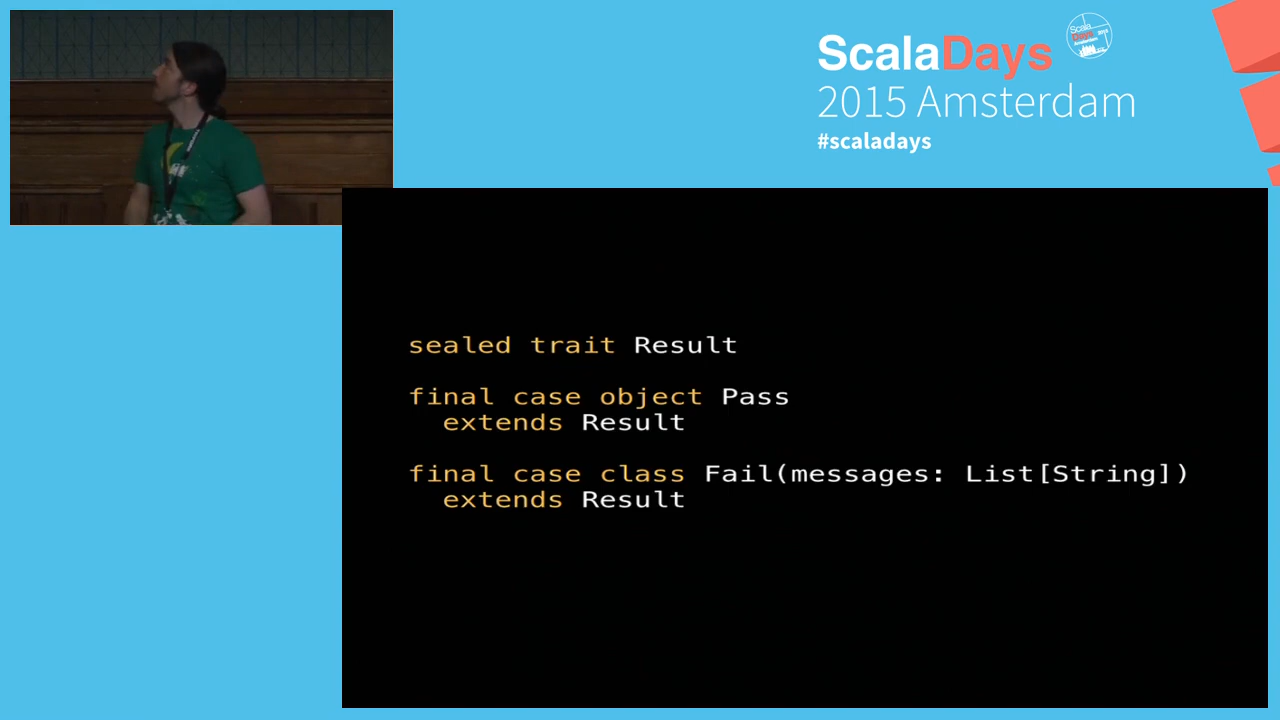 ScalaDays
2015 Amsterdam
#scaladays
sealed trait Result
final case object Pass
extends Result
final case class Fail(messages: List[String])
extends Result